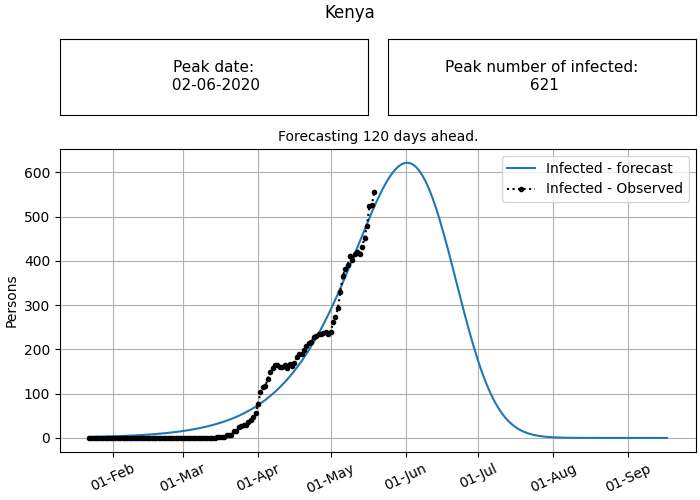 Kenya
Peak date:
02-06-2020
Peak number of infected:
621
Forecasting 120 days ahead.
Infected - forecast
Infected - Observed
Persons
600
500
400
300
200
100
0
01-Feb
01-Mar
01-Apr
01-May
01-Jun
01-Jul
01-Aug
01-Sep